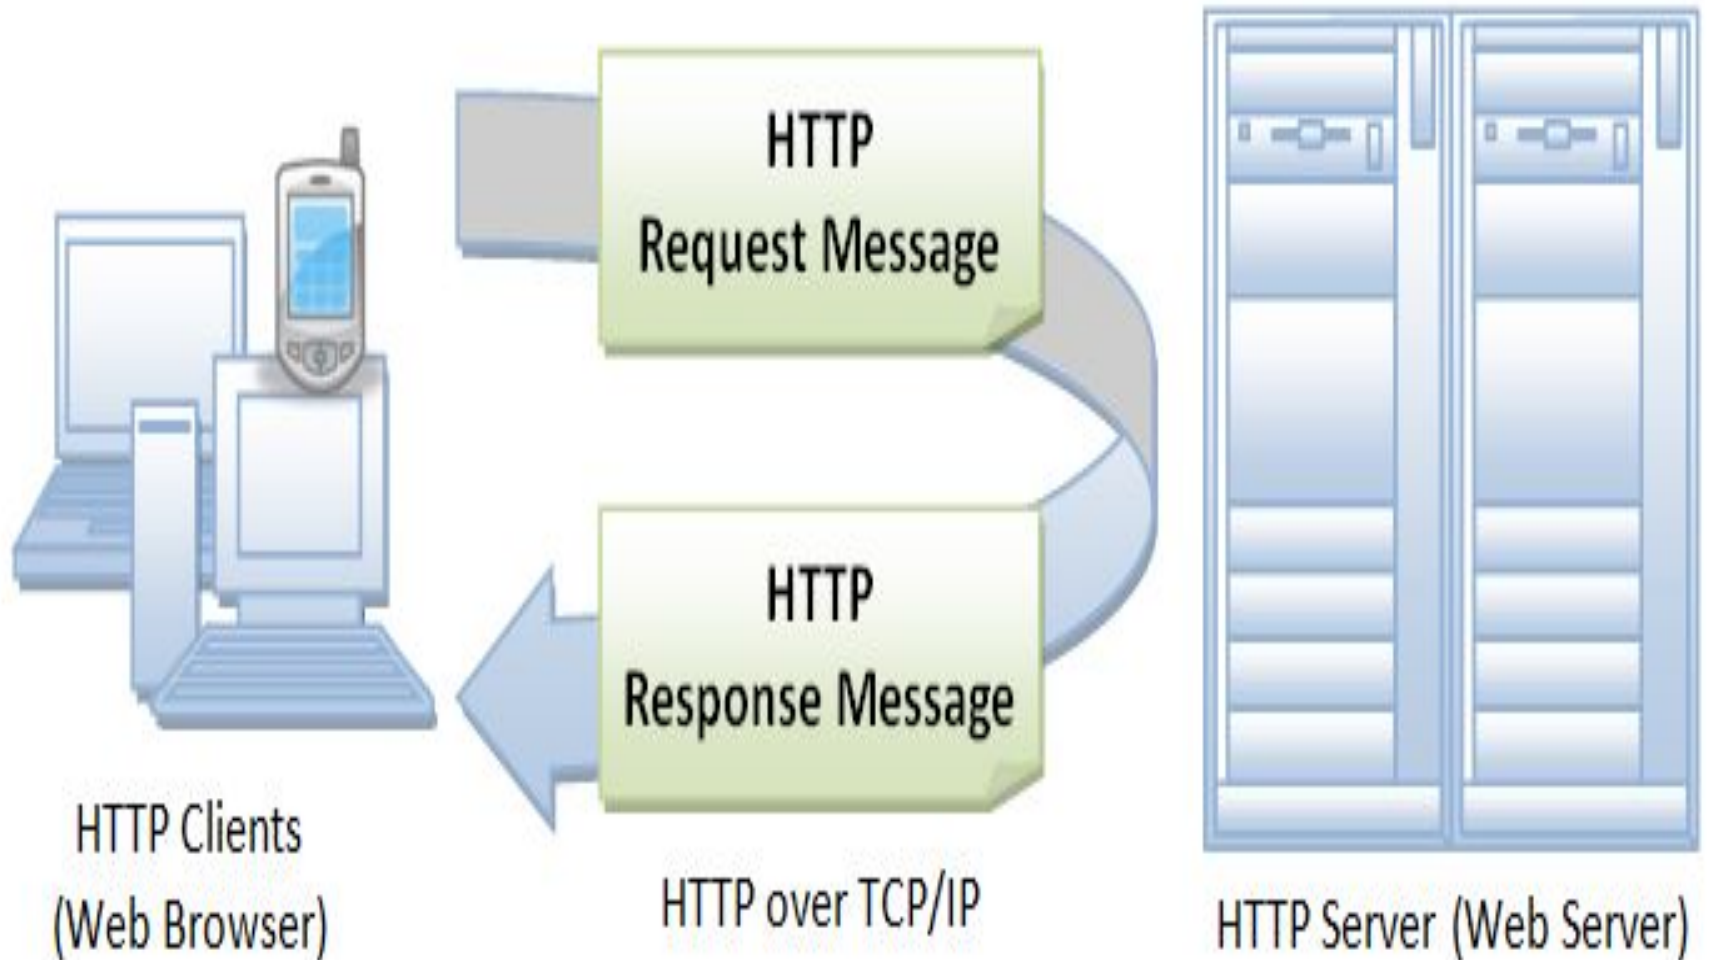 HTTP
Request Message
HTTP
Response Message
HTTP Clients
(Web Browser)
HTTP over TCP/IP
HTTP Server (Web Server)